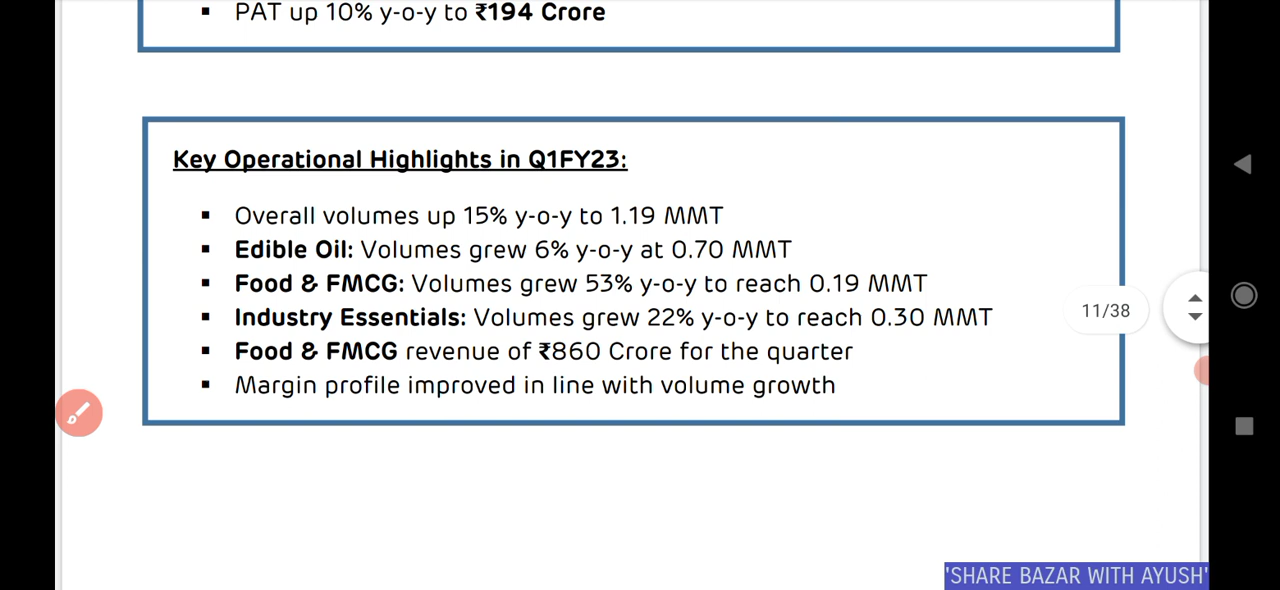 ▪ PAT up 10% y-o-y to ₹194 Crore
Key Operational Highlights in Q1FY23:
▪ Overall volumes up 15% y-o-y to 1.19 MMT
▪ Edible Oil: Volumes grew 6% y-o-y at 0.70 MMT
▪ Food & FMCG: Volumes grew 53% y-o-y to reach 0.19 MMT
▪ Industry Essentials: Volumes grew 22% y-o-y to reach 0.30 MMT
▪ Food & FMCG revenue of ₹860 Crore for the quarter
▪ Margin profile improved in line with volume growth
11/38
'SHARE BAZAR WITH AYUSH'